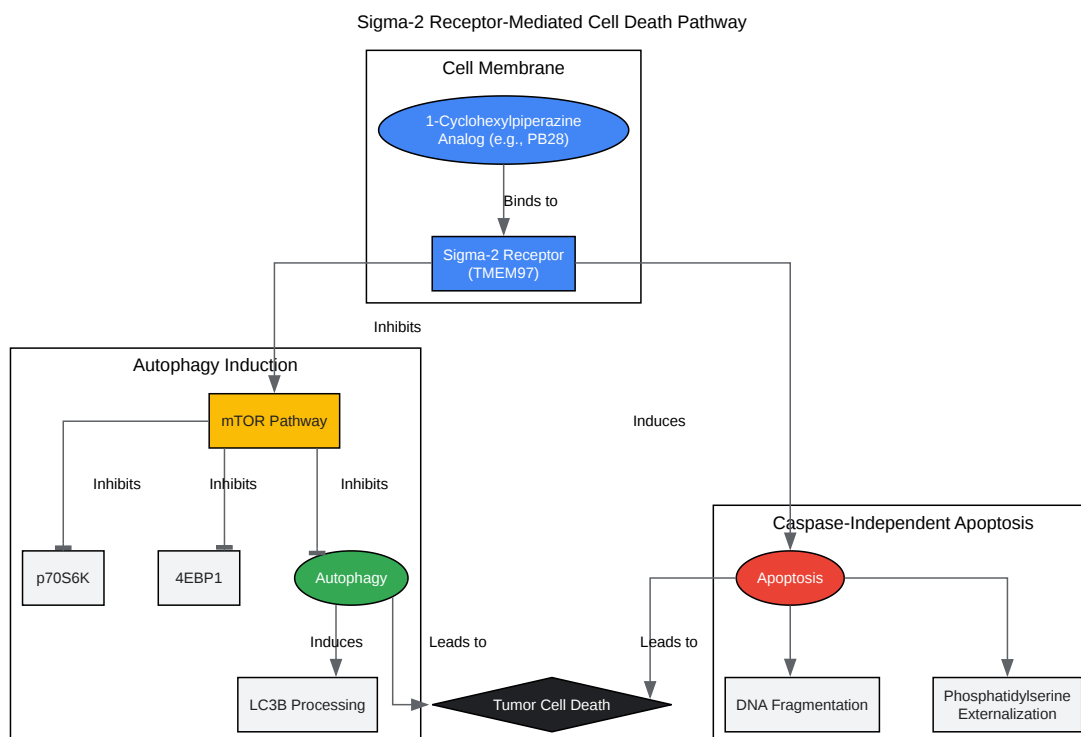 Sigma-2 Receptor-Mediated Cell Death Pathway
Cell Membrane
1-Cyclohexylpiperazine
Analog (e.g., PB28)
Binds to
Sigma-2 Receptor
(TMEM97)
Inhibits
Autophagy Induction
mTOR Pathway
Induces
Inhibits
Inhibits
Inhibits
Caspase-Independent Apoptosis
p70S6K
4EBP1
Autophagy
Apoptosis
Induces
Leads to
Leads to
LC3B Processing
Tumor Cell Death
DNA Fragmentation
Phosphatidylserine
Externalization